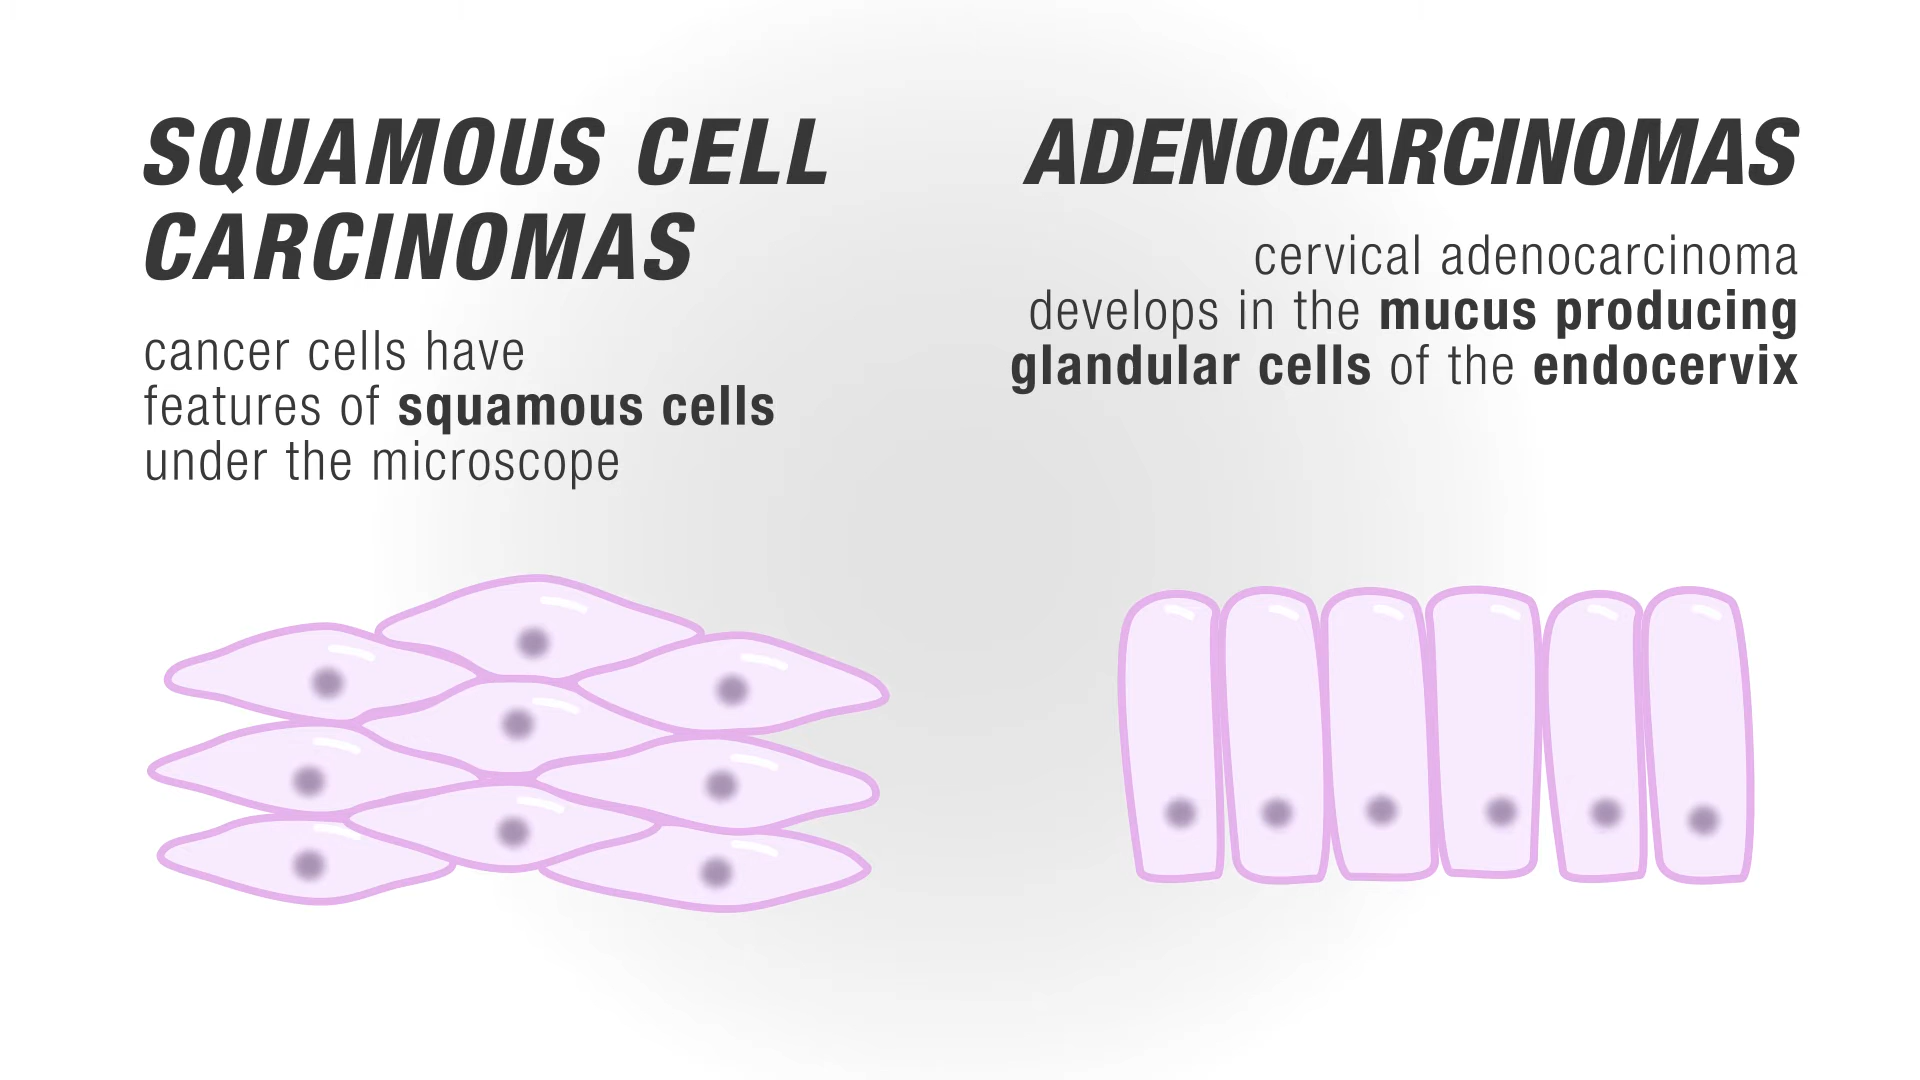 SQUAMOUS CELL
CARCINOMAS
cancer cells have
features of squamous cells
under the microscope
ADENOCARCINOMAS
cervical adenocarcinoma
develops in the mucus producing
glandular cells of the endocervix